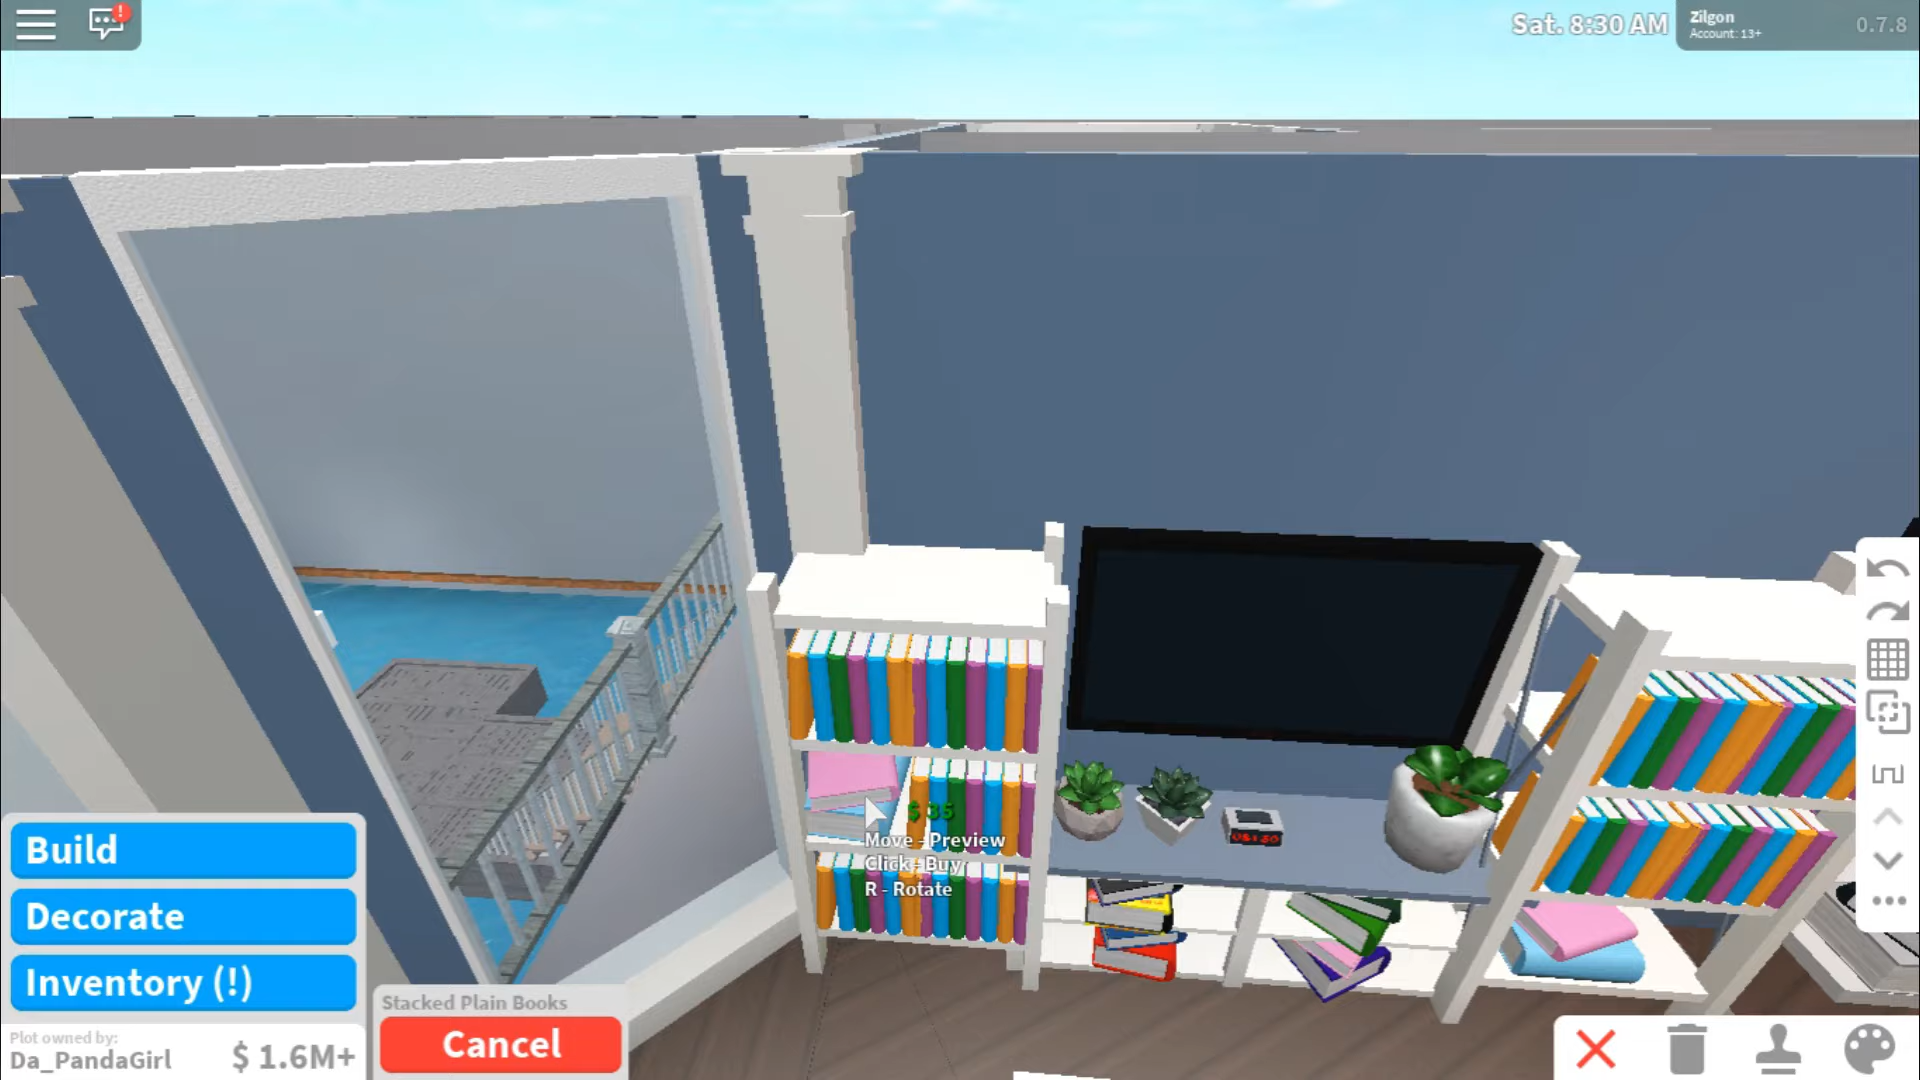 Sat. 8:30 AM
Zilgon
Account: 13+
0.7.8
$ 35
Move - Preview
Click - Buy
R - Rotate
Build
Decorate
Inventory (!)
Plot owned by:
Da_PandaGirl
$ 1.6M+
Stacked Plain Books
Cancel